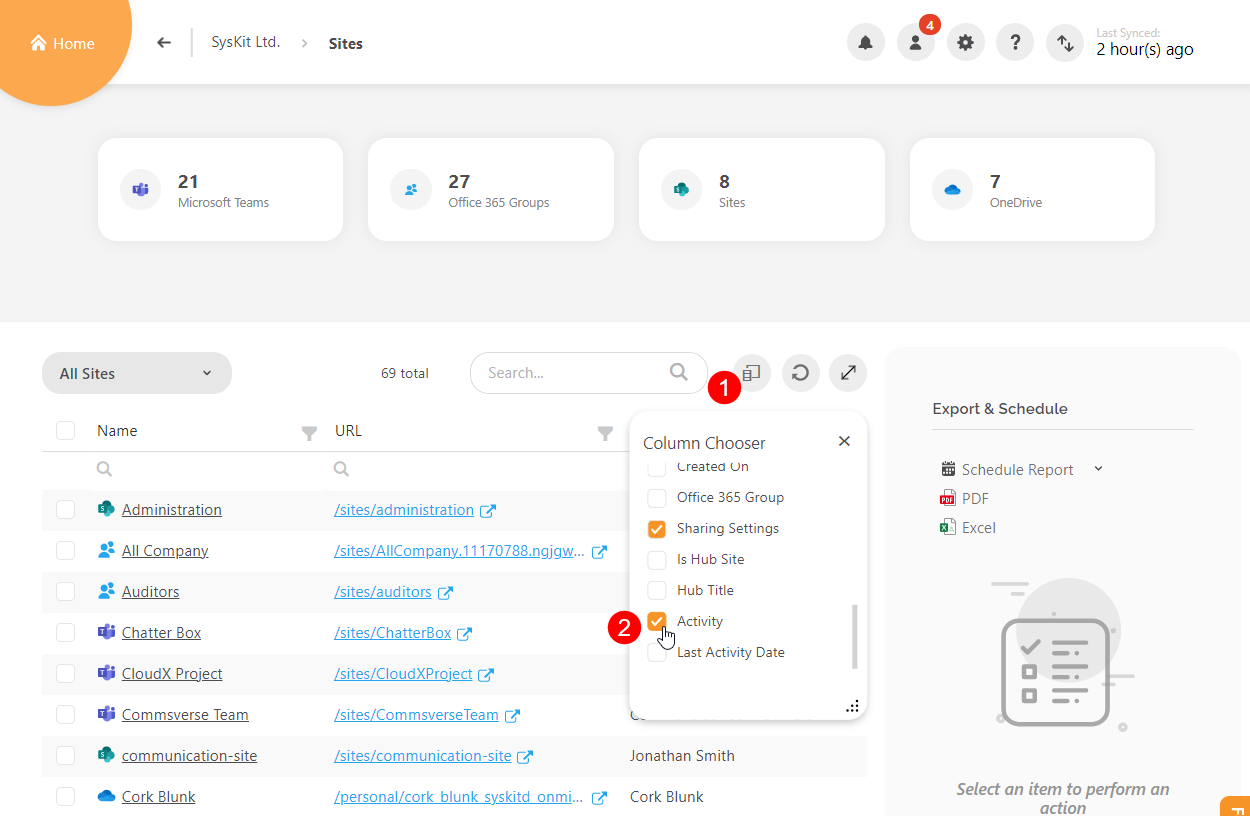 Home
SysKit Ltd.
Sites
4
?
Last Synced:
2 hour(s) ago
21
Microsoft Teams
27
Office 365 Groups
8
Sites
7
OneDrive
All Sites
69 total
Search...
1
Name
URL
Administration
/sites/administration
All Company
/sites/AllCompany.11170788.ngjgw...
Auditors
/sites/auditors
Chatter Box
/sites/ChatterBox
CloudX Project
/sites/CloudXProject
Commsverse Team
/sites/CommsverseTeam
communication-site
/sites/communication-site
Jonathan Smith
Cork Blunk
/personal/cork_blunk_syskitd_onmi...
Cork Blunk
Column Chooser
Created On
Office 365 Group
Sharing Settings
Is Hub Site
Hub Title
2
Activity
Last Activity Date
Export & Schedule
Schedule Report
PDF
PDF
Excel
Select an item to perform an
action